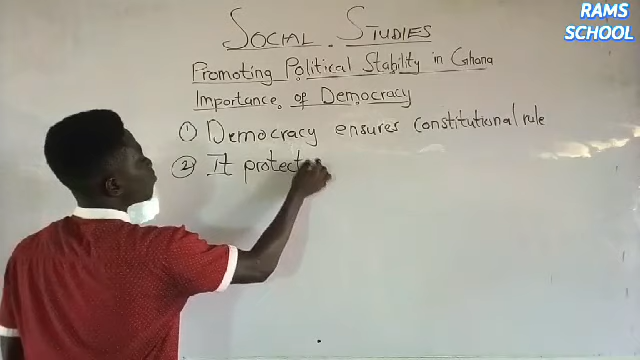 RAMS
SCHOOL
SOCIAL STUDIES
Promoting Political Stability in Ghana
Importance of Democracy
① Democracy ensures constitutional rule
② It protect